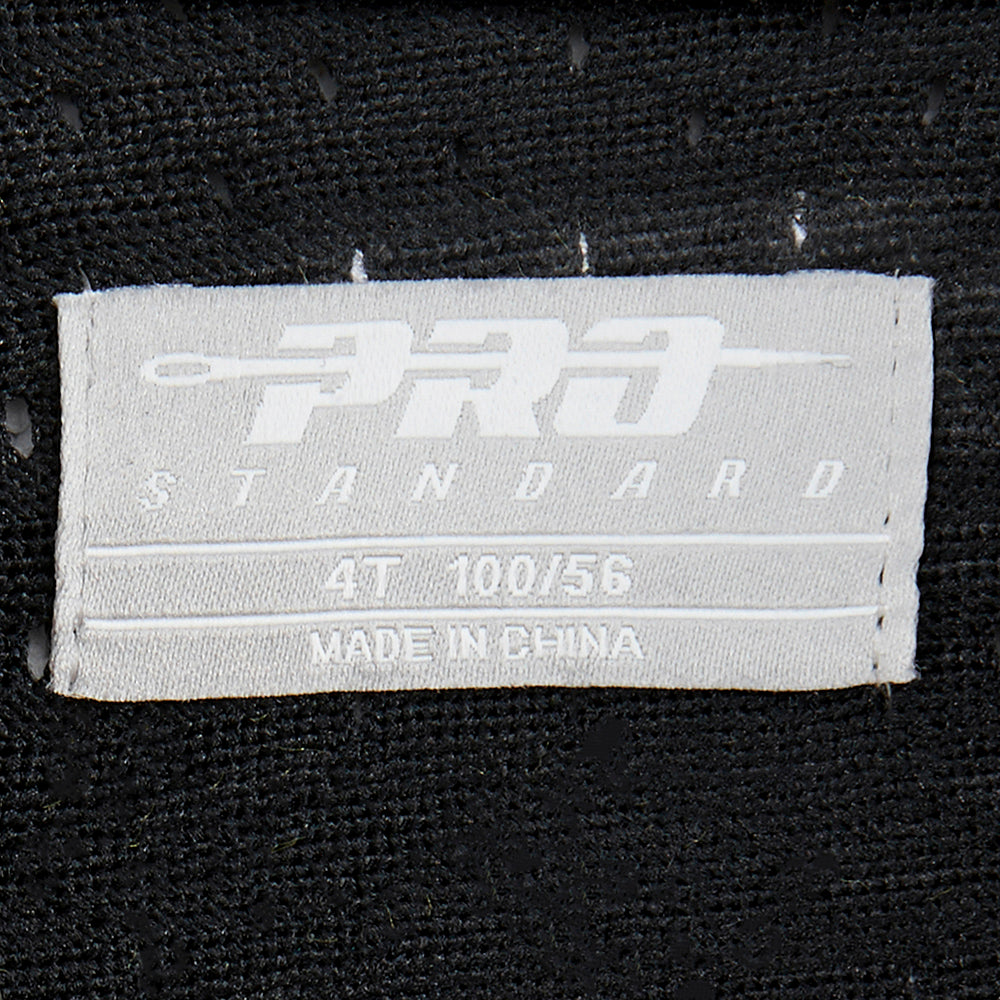 PRO
STANDARD
4T 100/56
MADE IN CHINA